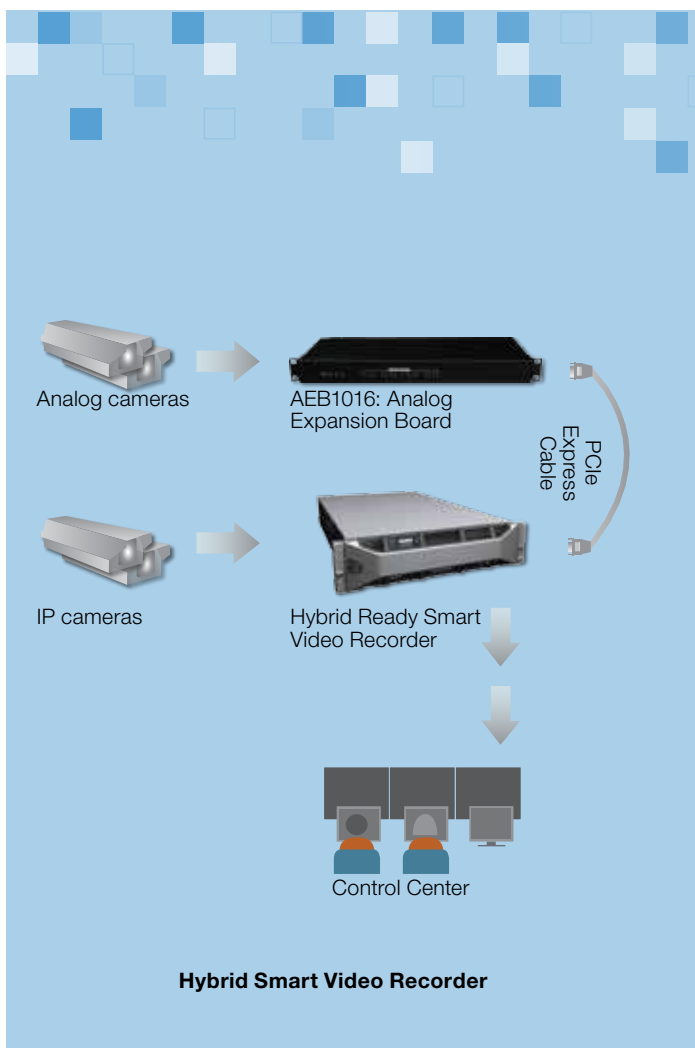 Analog cameras
AEB1016: Analog
Expansion Board
PCIe
Express
Cable
IP cameras
Hybrid Ready Smart
Video Recorder
Control Center
Hybrid Smart Video Recorder